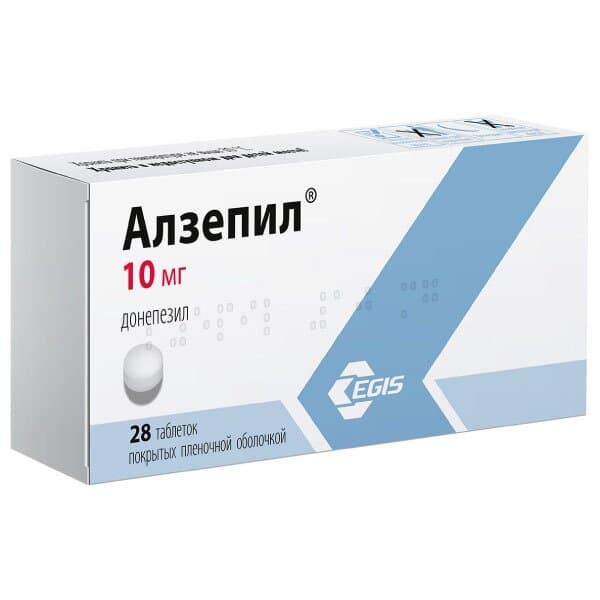 Алзепил®
10 мг
донепезил
EGIS
28 таблеток
покрытых пленочной оболочкой